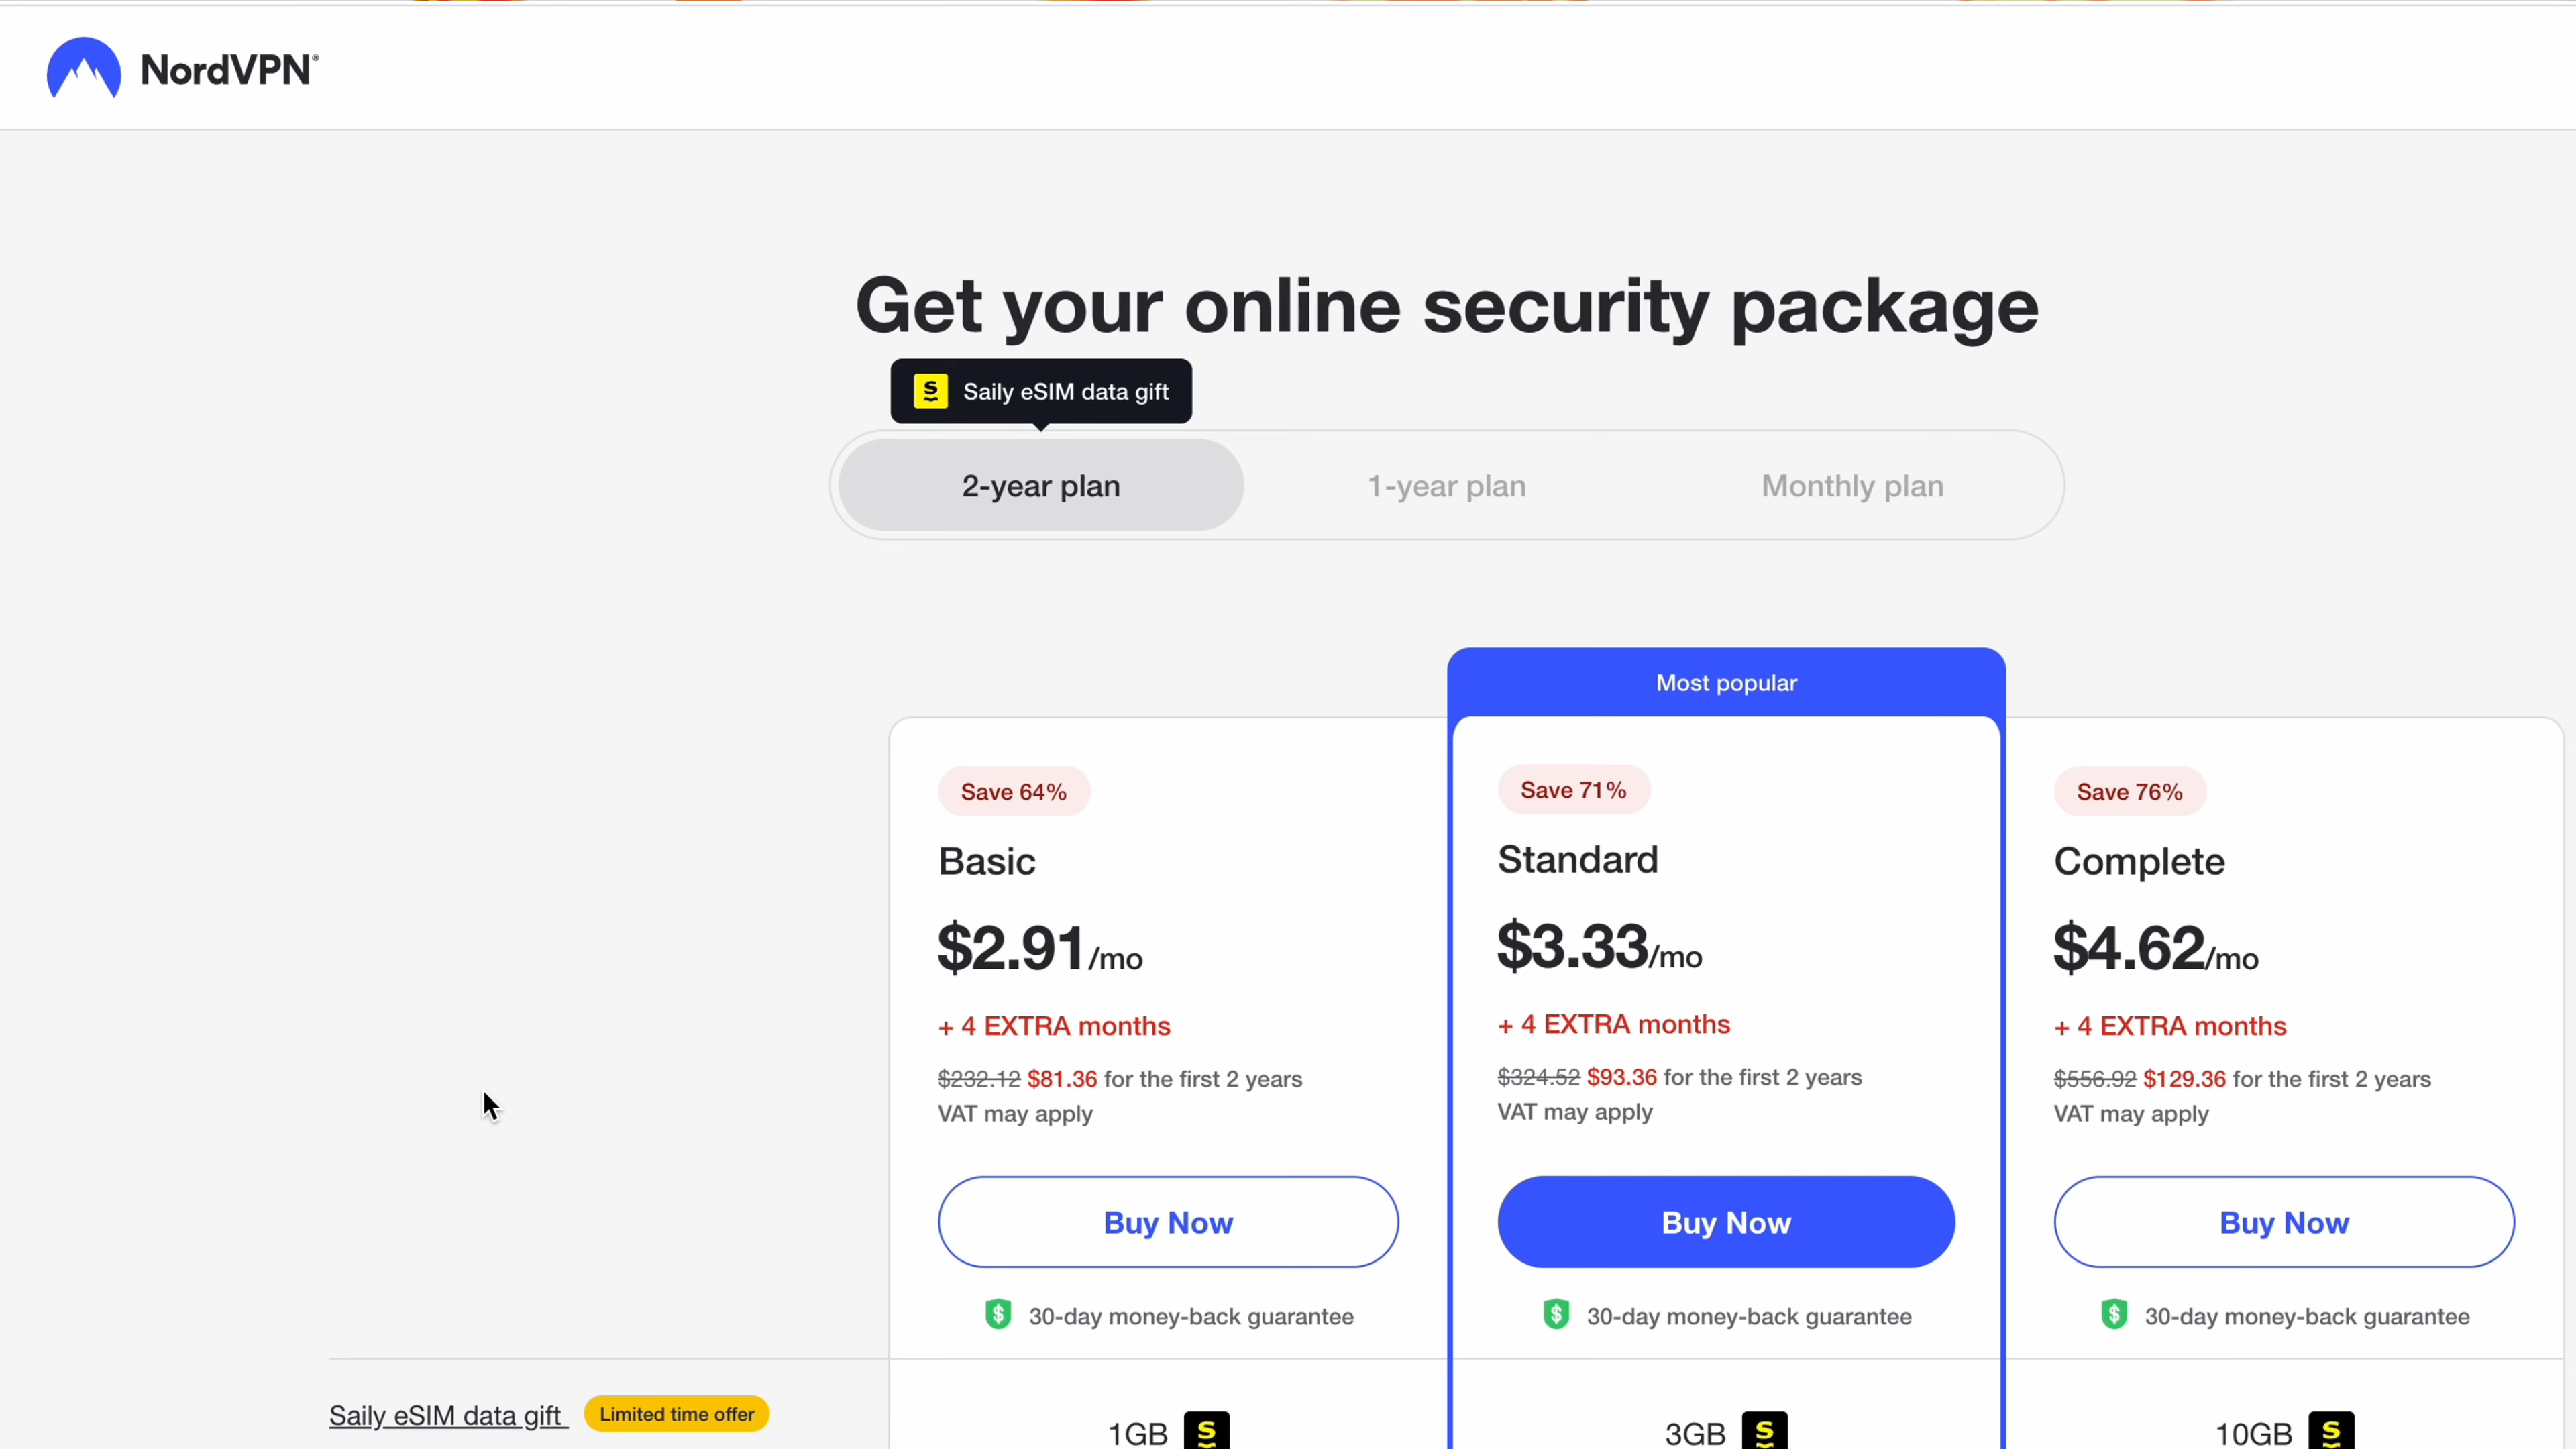 NordVPN®
Get your online security package
Saily eSIM data gift
2-year plan
1-year plan
Monthly plan
Most popular
Save 64%
Basic
$2.91/mo
+ 4 EXTRA months
$232.12 $81.36 for the first 2 years
VAT may apply
Buy Now
30-day money-back guarantee
Save 71%
Standard
$3.33/mo
+ 4 EXTRA months
$324.52 $93.36 for the first 2 years
VAT may apply
Buy Now
30-day money-back guarantee
Save 76%
Complete
$4.62/mo
+ 4 EXTRA months
$556.92 $129.36 for the first 2 years
VAT may apply
Buy Now
30-day money-back guarantee
Saily eSIM data gift Limited time offer
1GB
3GB
10GB